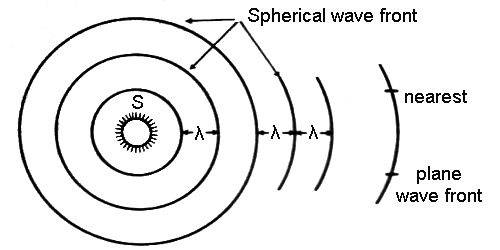 Spherical wave front
S
λ
λ
λ
nearest
plane
wave front